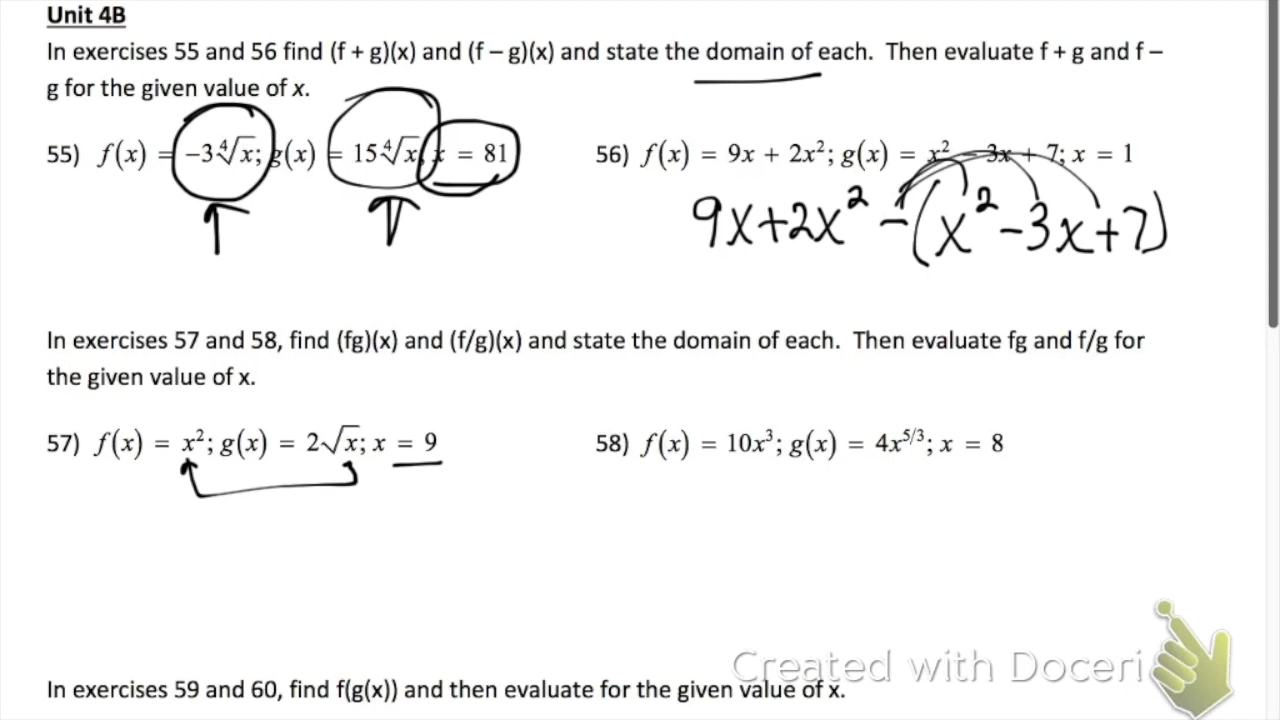 Unit 4B
In exercises 55 and 56 find (f + g)(x) and (f – g)(x) and state the domain of each. Then evaluate f + g and f –
g for the given value of x.
55) f(x) = −3∜x; g(x) = 15∜x, x = 81
56) f(x) = 9x + 2x²; g(x) = x² − 3x + 7; x = 1
9x+2x² −(x² −3x+7)
In exercises 57 and 58, find (fg)(x) and (f/g)(x) and state the domain of each. Then evaluate fg and f/g for
the given value of x.
57) f(x) = x²; g(x) = 2√x; x = 9
58) f(x) = 10x³; g(x) = 4x^5/3; x = 8
Created with Doceri
In exercises 59 and 60, find f(g(x)) and then evaluate for the given value of x.